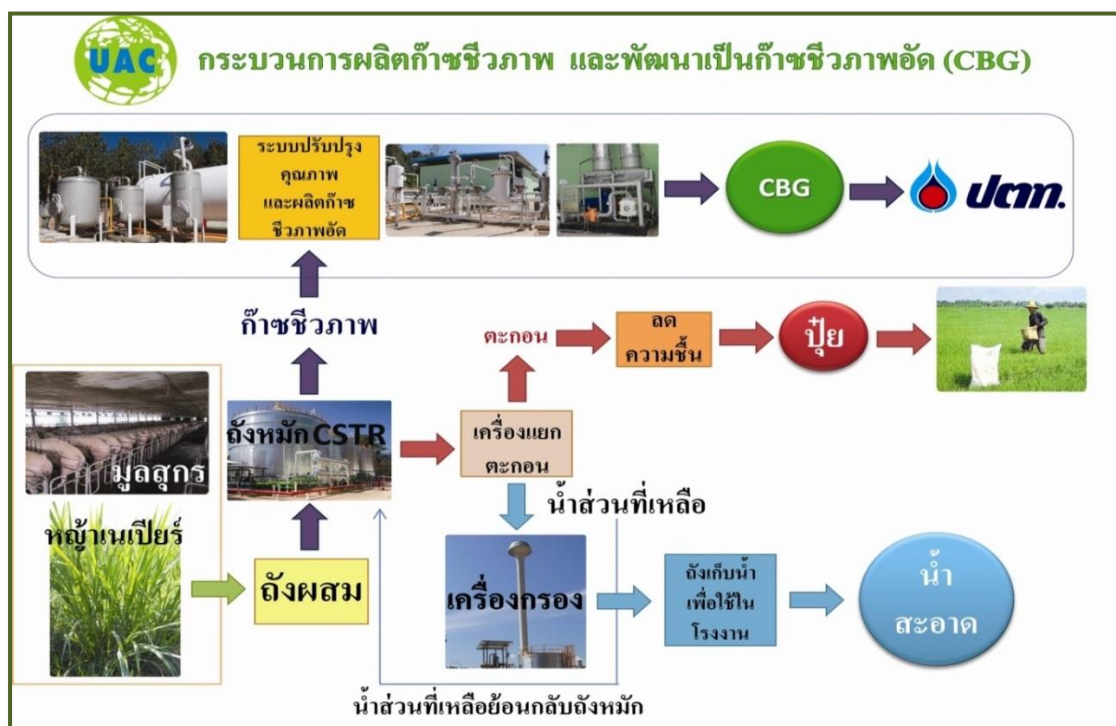 UAC
กระบวนการผลิตก๊าซชีวภาพ และพัฒนาเป็นก๊าซชีวภาพอัด (CBG)
ระบบปรับปรุง
คุณภาพ
และผลิตก๊าซ
ชีวภาพอัด
CBG
ปตท.
ก๊าซชีวภาพ
ตะกอน
ลด
ความชื้น
ปุ๋ย
มูลสุกร
ถังหมัก CSTR
เครื่องแยก
ตะกอน
น้ำส่วนที่เหลือ
หญ้าเนเปียร์
ถังผสม
เครื่องกรอง
ถังเก็บน้ำ
เพื่อใช้ใน
โรงงาน
น้ำ
สะอาด
น้ำส่วนที่เหลือย้อนกลับถังหมัก